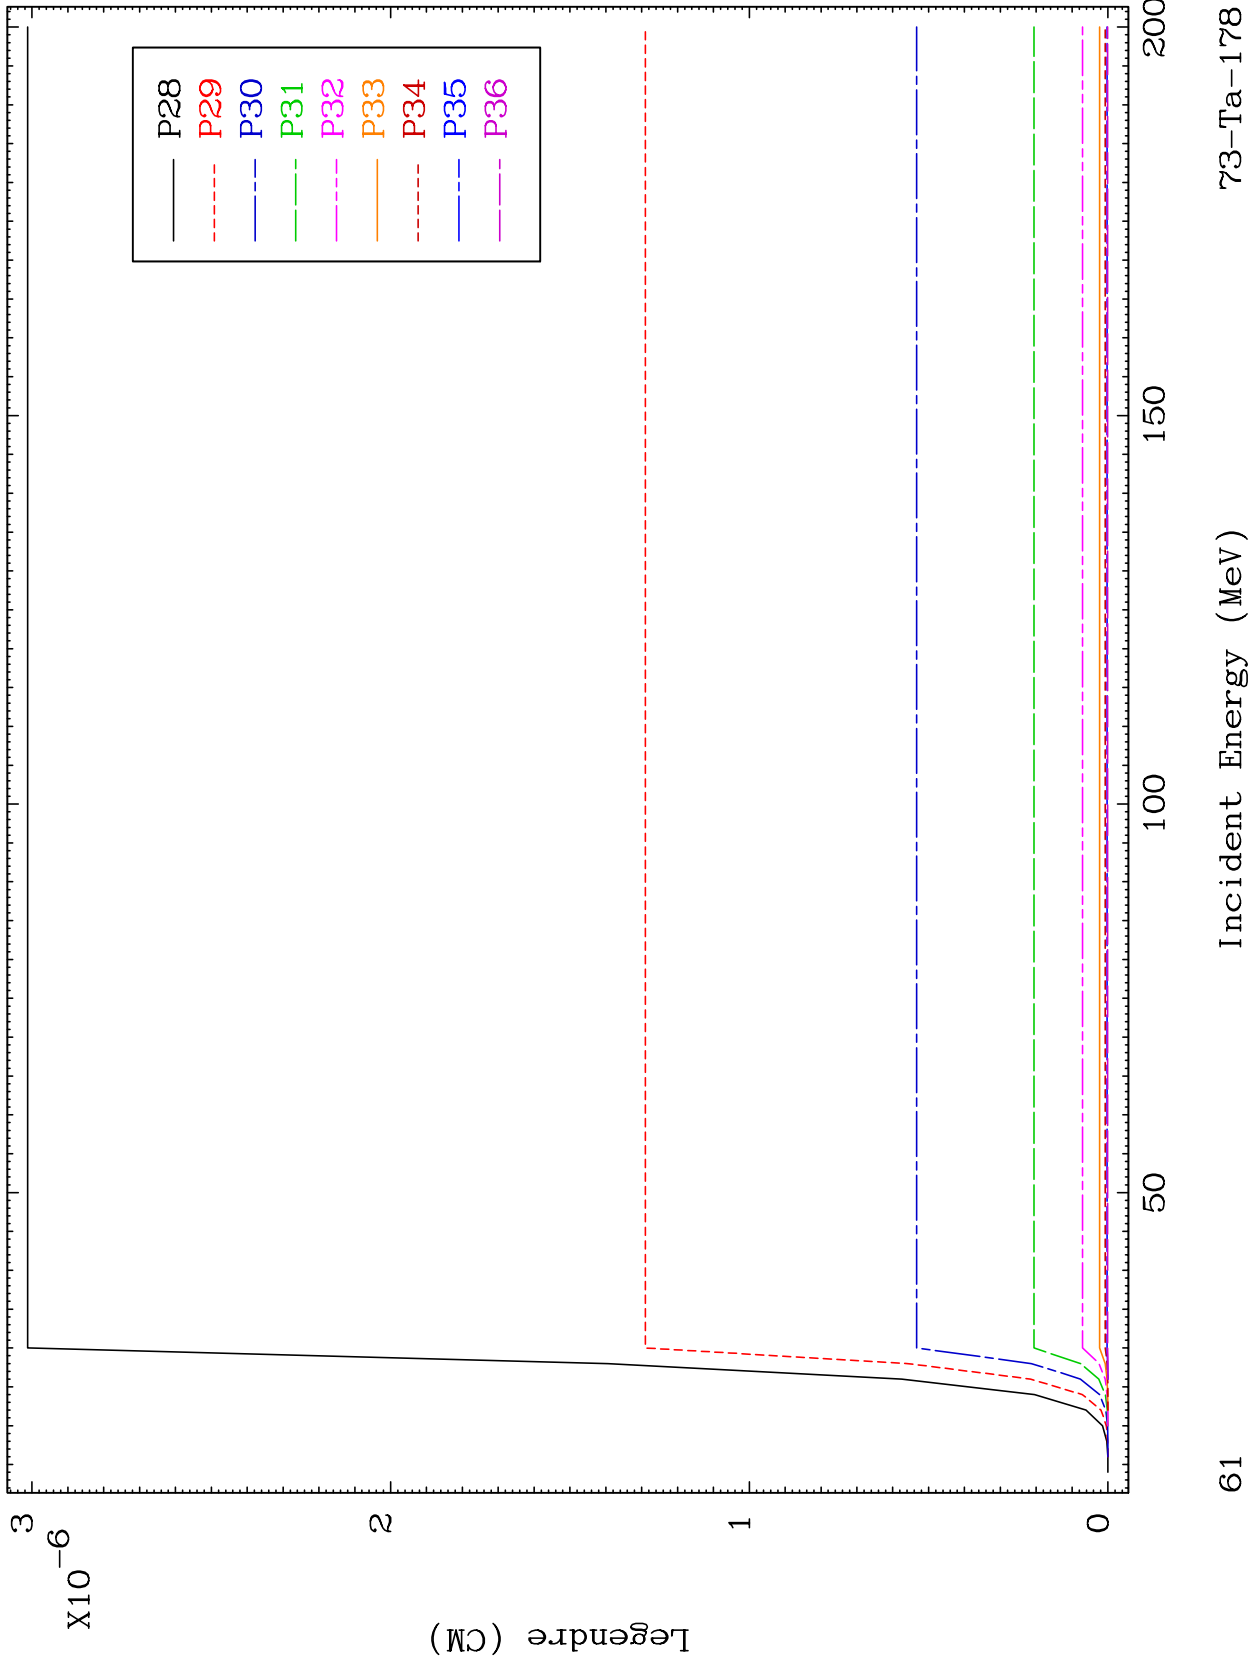 3
2
1
0
X10
-6
Legendre (CM)
P28
P29
P30
P31
P32
P33
P34
P35
P36
50
100
150
200
Incident Energy (MeV)
61
73-Ta-178